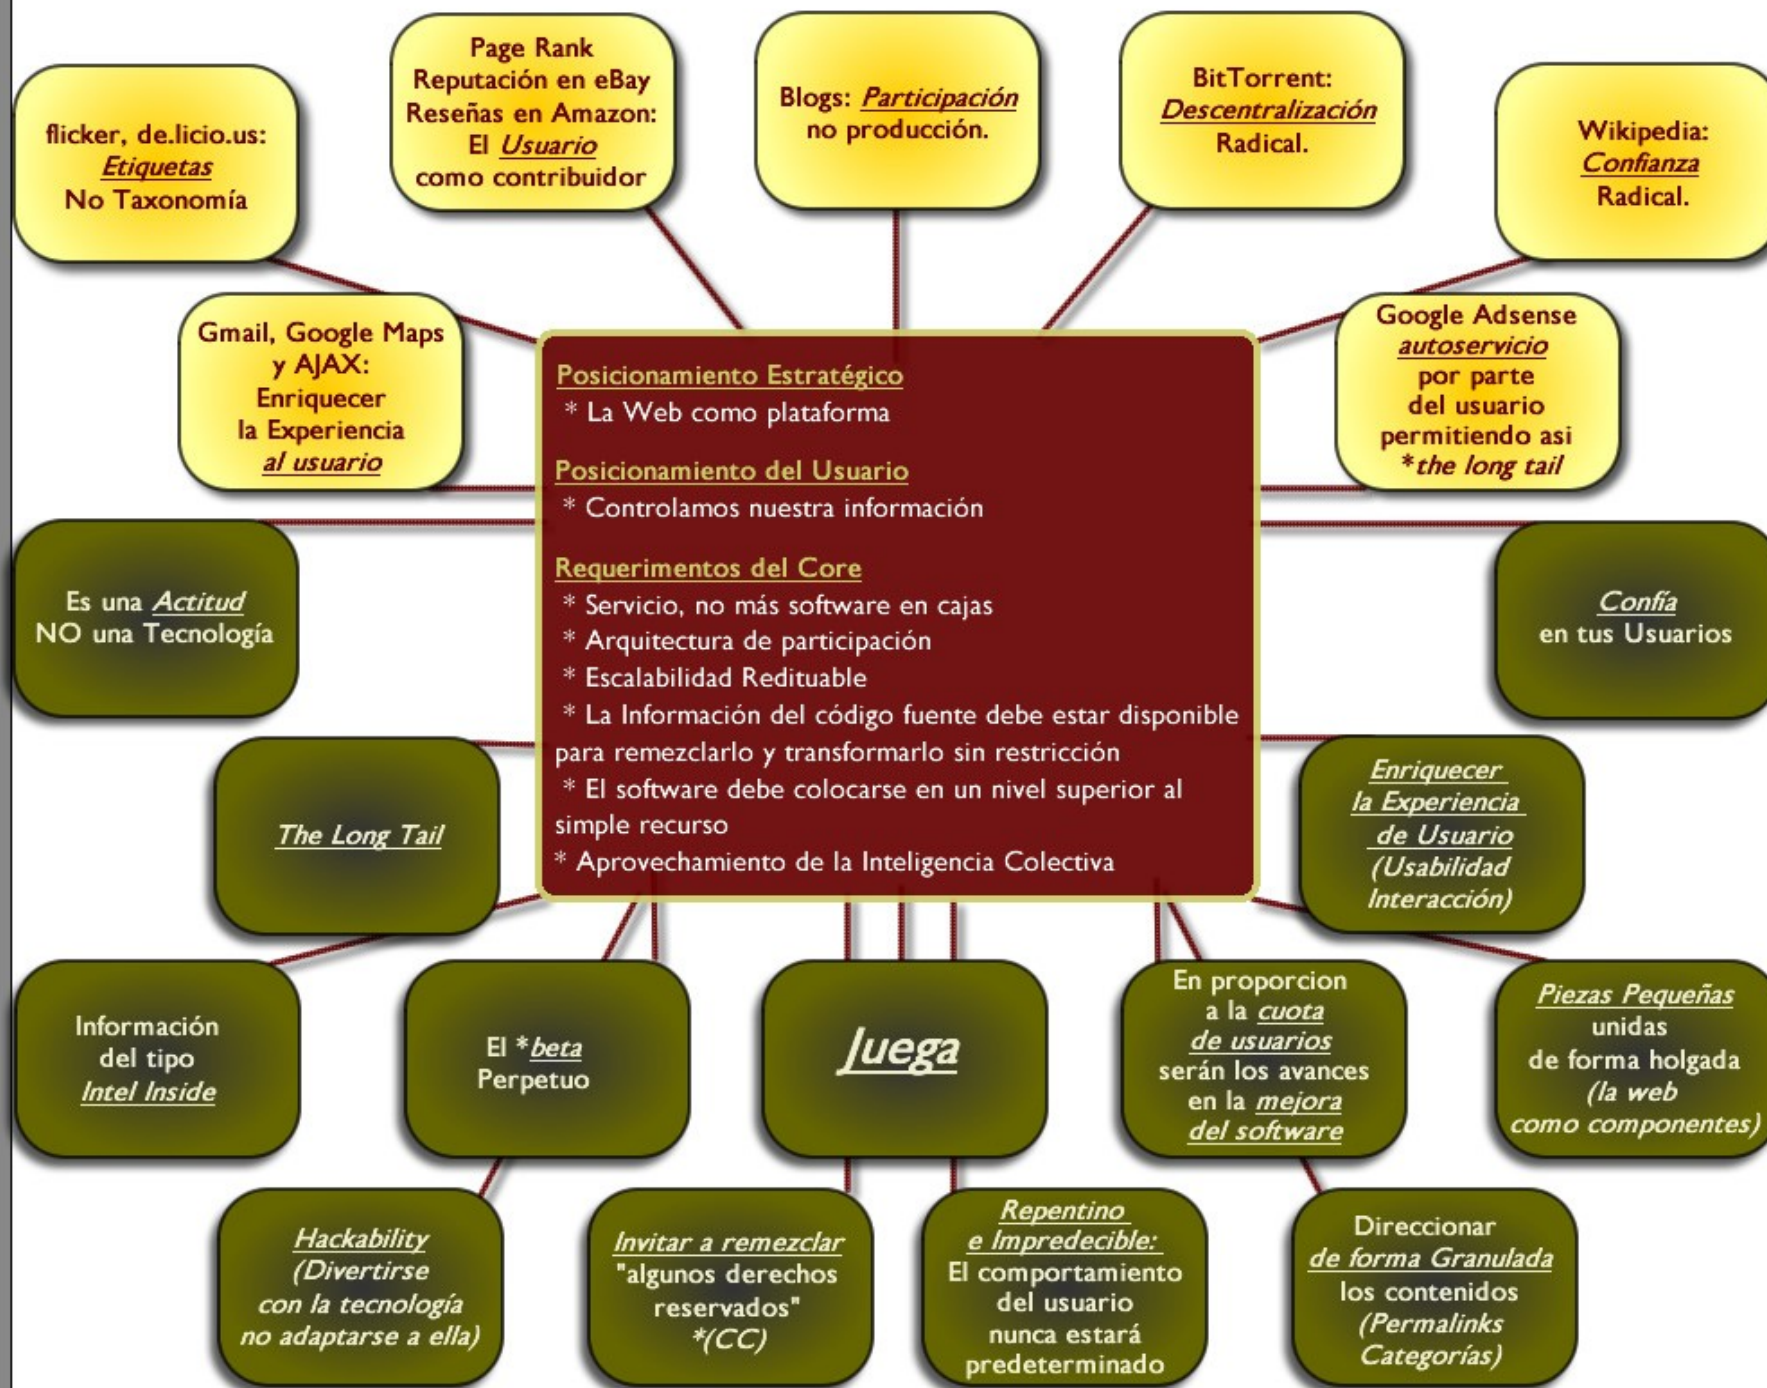 flicker, de.licio.us:
Etiquetas
No Taxonomía
Page Rank
Reputación en eBay
Reseñas en Amazon:
El Usuario
como contribuidor
Blogs: Participación
no producción.
BitTorrent:
Descentralización
Radical.
Wikipedia:
Confianza
Radical.
Gmail, Google Maps
y AJAX:
Enriquecer
la Experiencia
al usuario
Google Adsense
autoservicio
por parte
del usuario
permitiendo asi
*the long tail
Posicionamiento Estratégico
* La Web como plataforma
Posicionamiento del Usuario
* Controlamos nuestra información
Requerimentos del Core
* Servicio, no más software en cajas
* Arquitectura de participación
* Escalabilidad Redituable
* La Información del código fuente debe estar disponible
para remezclarlo y transformarlo sin restricción
* El software debe colocarse en un nivel superior al
simple recurso
* Aprovechamiento de la Inteligencia Colectiva
Es una Actitud
NO una Tecnología
Confía
en tus Usuarios
The Long Tail
Enriquecer
la Experiencia
de Usuario
(Usabilidad
Interacción)
Información
del tipo
Intel Inside
El *beta
Perpetuo
Juega
En proporcion
a la cuota
de usuarios
serán los avances
en la mejora
del software
Piezas Pequeñas
unidas
de forma holgada
(la web
como componentes)
Hackability
(Divertirse
con la tecnología
no adaptarse a ella)
Invitar a remezclar
"algunos derechos
reservados"
*(CC)
Repentino
e Impredecible:
El comportamiento
del usuario
nunca estará
predeterminado
Direccionar
de forma Granulada
los contenidos
(Permalinks
Categorías)